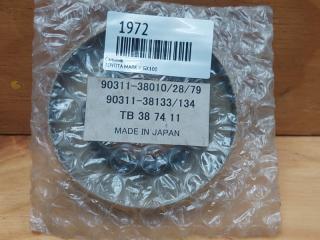 1972
Сальник
TOYOTA MARK II GX100
90311-38010/28/79
90311-38133/134
TB 38 74 11
MADE IN JAPAN